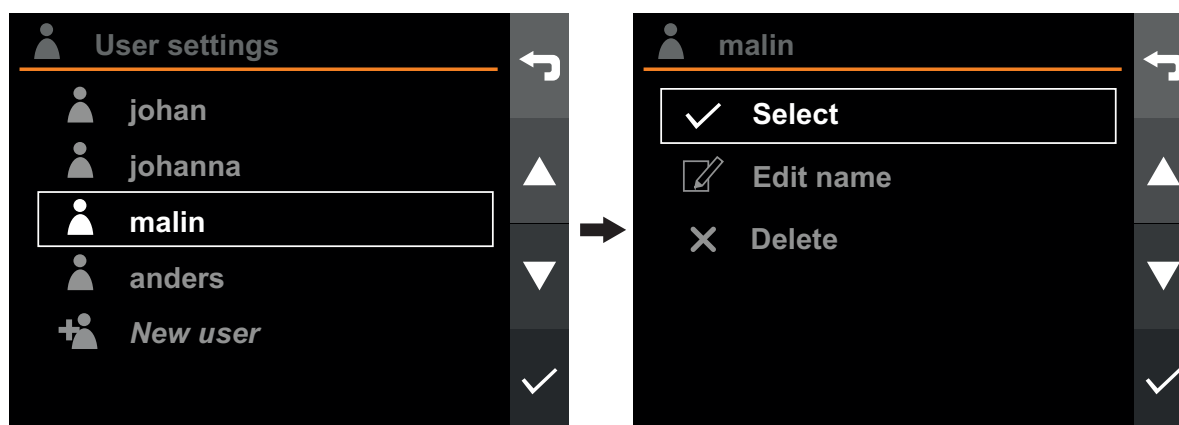 User settings
johan
johanna
malin
anders
New user
malin
Select
Edit name
Delete